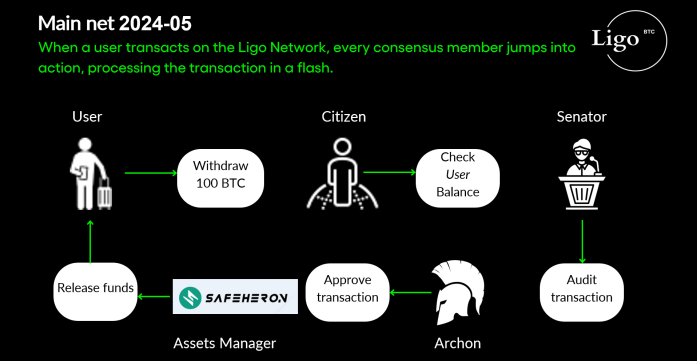 Main net 2024-05
When a user transacts on the Ligo Network, every consensus member jumps into
action, processing the transaction in a flash.
Ligo BTC
User
Citizen
Senator
Withdraw
100 BTC
Check
User
Balance
Release funds
SAFEHERON
Approve
transaction
Audit
transaction
Assets Manager
Archon